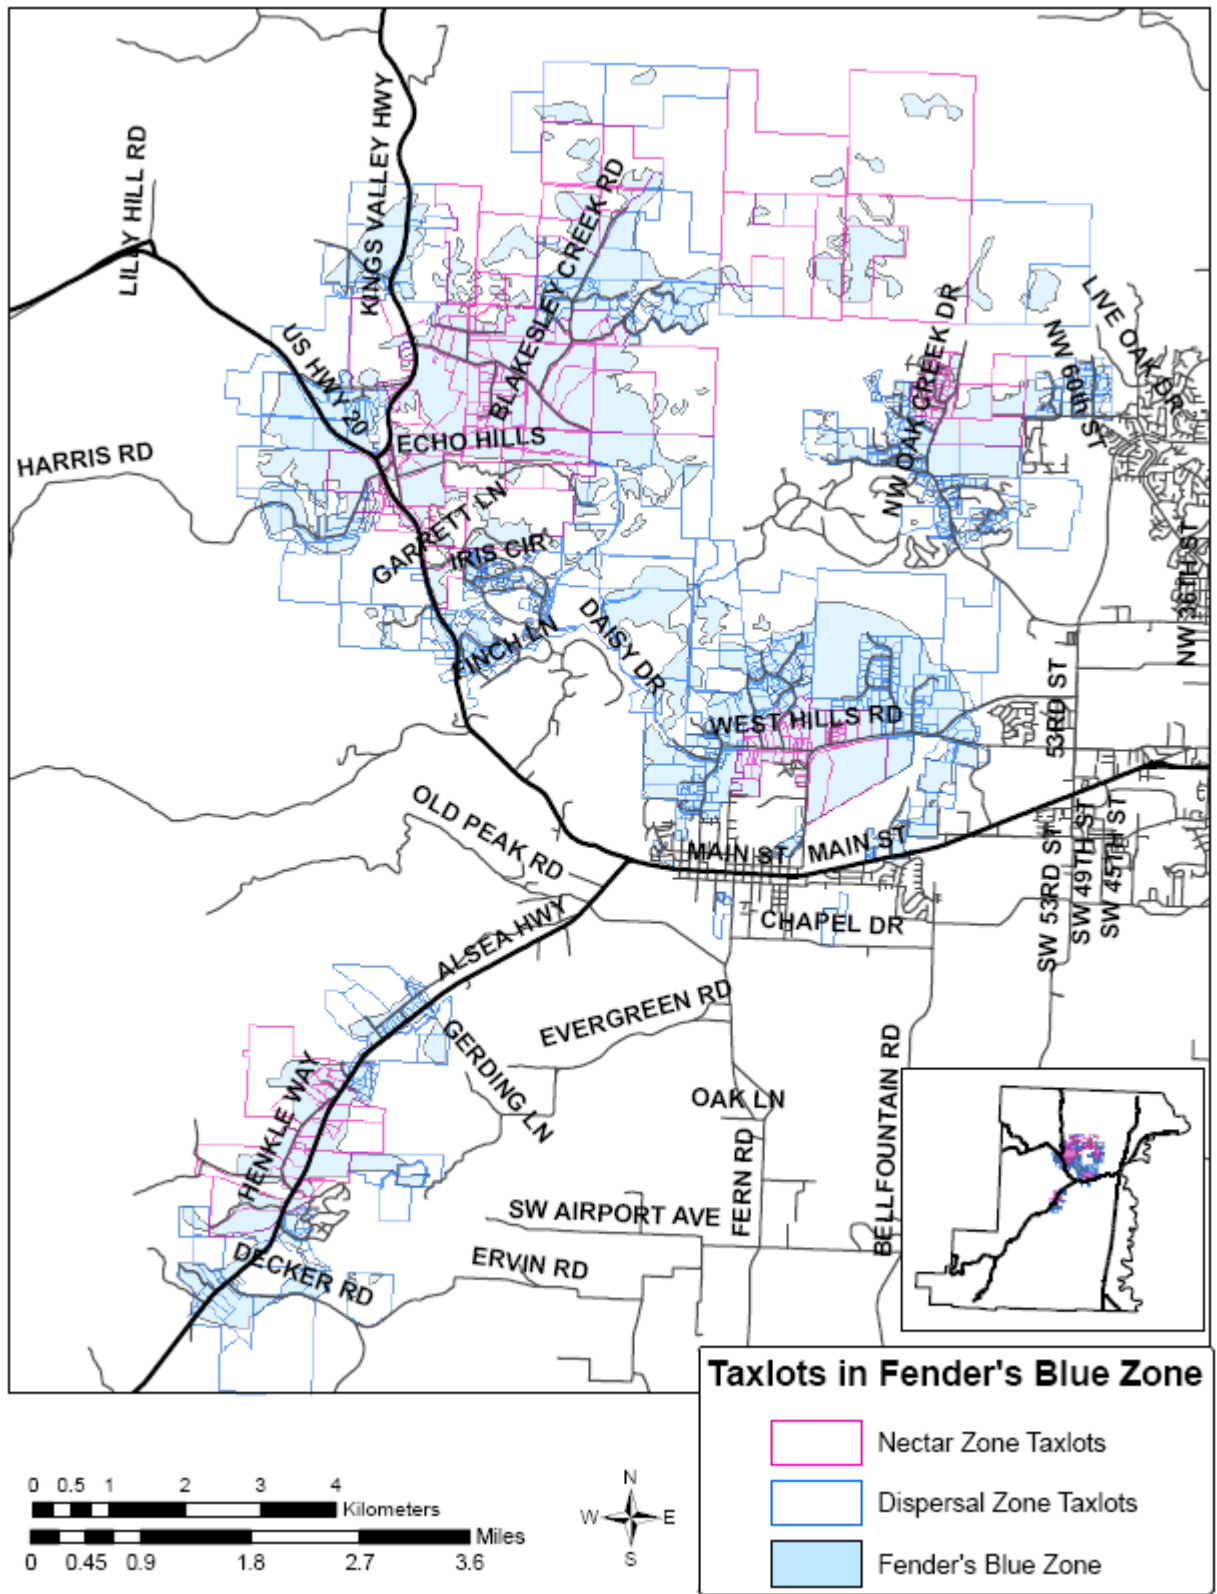 KINGS VALLEY HWY
LILLY HILL RD
BLAKESLEY CREEK RD
US HWY 20
ECHO HILLS
HARRIS RD
GARRETT LN
IRIS CIR
FINCH LN
DAISY DR
NW OAK CREEK DR
LIVE OAK DR
NW 60th ST
NW 36TH ST
53RD ST
WEST HILLS RD
OLD PEAK RD
MAIN ST
MAIN ST
SW 53RD ST
SW 49TH ST
SW 45TH ST
CHAPEL DR
ALSEA HWY
EVERGREEN RD
GERDING LN
HENKLE WAY
OAK LN
FERN RD
BELLFOUNTAIN RD
SW AIRPORT AVE
DECKER RD
ERVIN RD
Taxlots in Fender's Blue Zone
Nectar Zone Taxlots
Dispersal Zone Taxlots
Fender's Blue Zone
0 0.5 1 2 3 4
Kilometers
Miles
0 0.45 0.9 1.8 2.7 3.6
N
W E
S